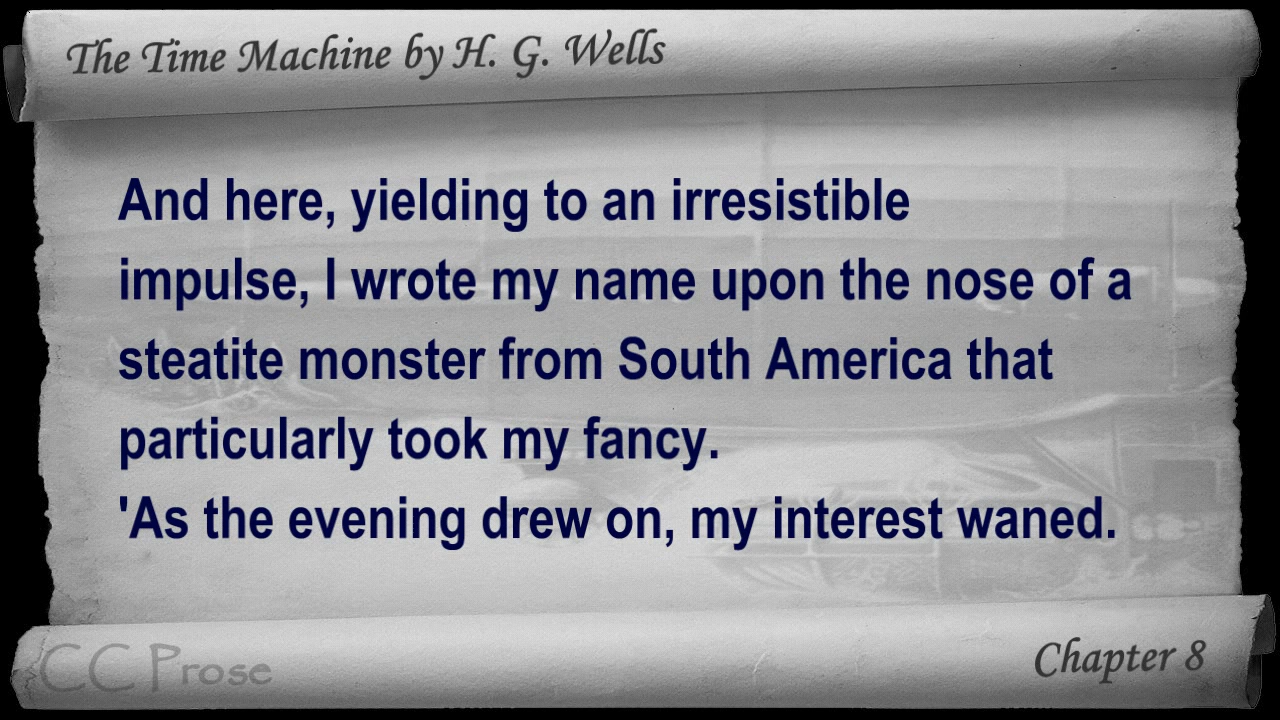 The Time Machine by H. G. Wells
And here, yielding to an irresistible
impulse, I wrote my name upon the nose of a
steatite monster from South America that
particularly took my fancy.
'As the evening drew on, my interest waned.
CC Prose
Chapter 8